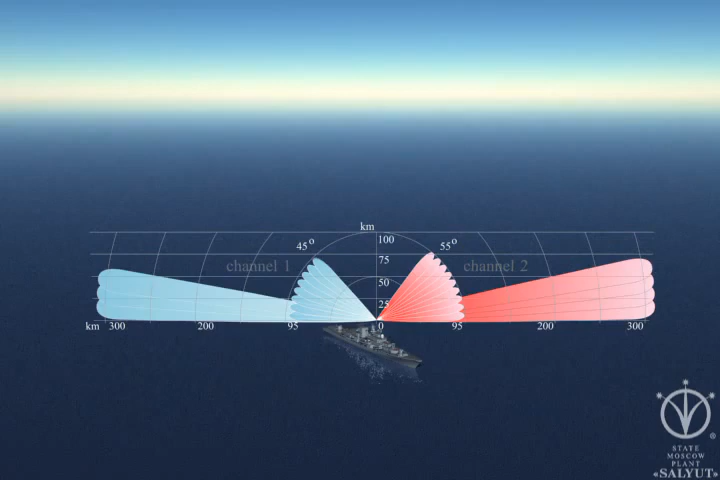 km
45° 100 55°
channel 1 75 channel 2
50
25
km 300 200 95 0 95 200 300
®
STATE
MOSCOW
PLANT
«SALYUT»